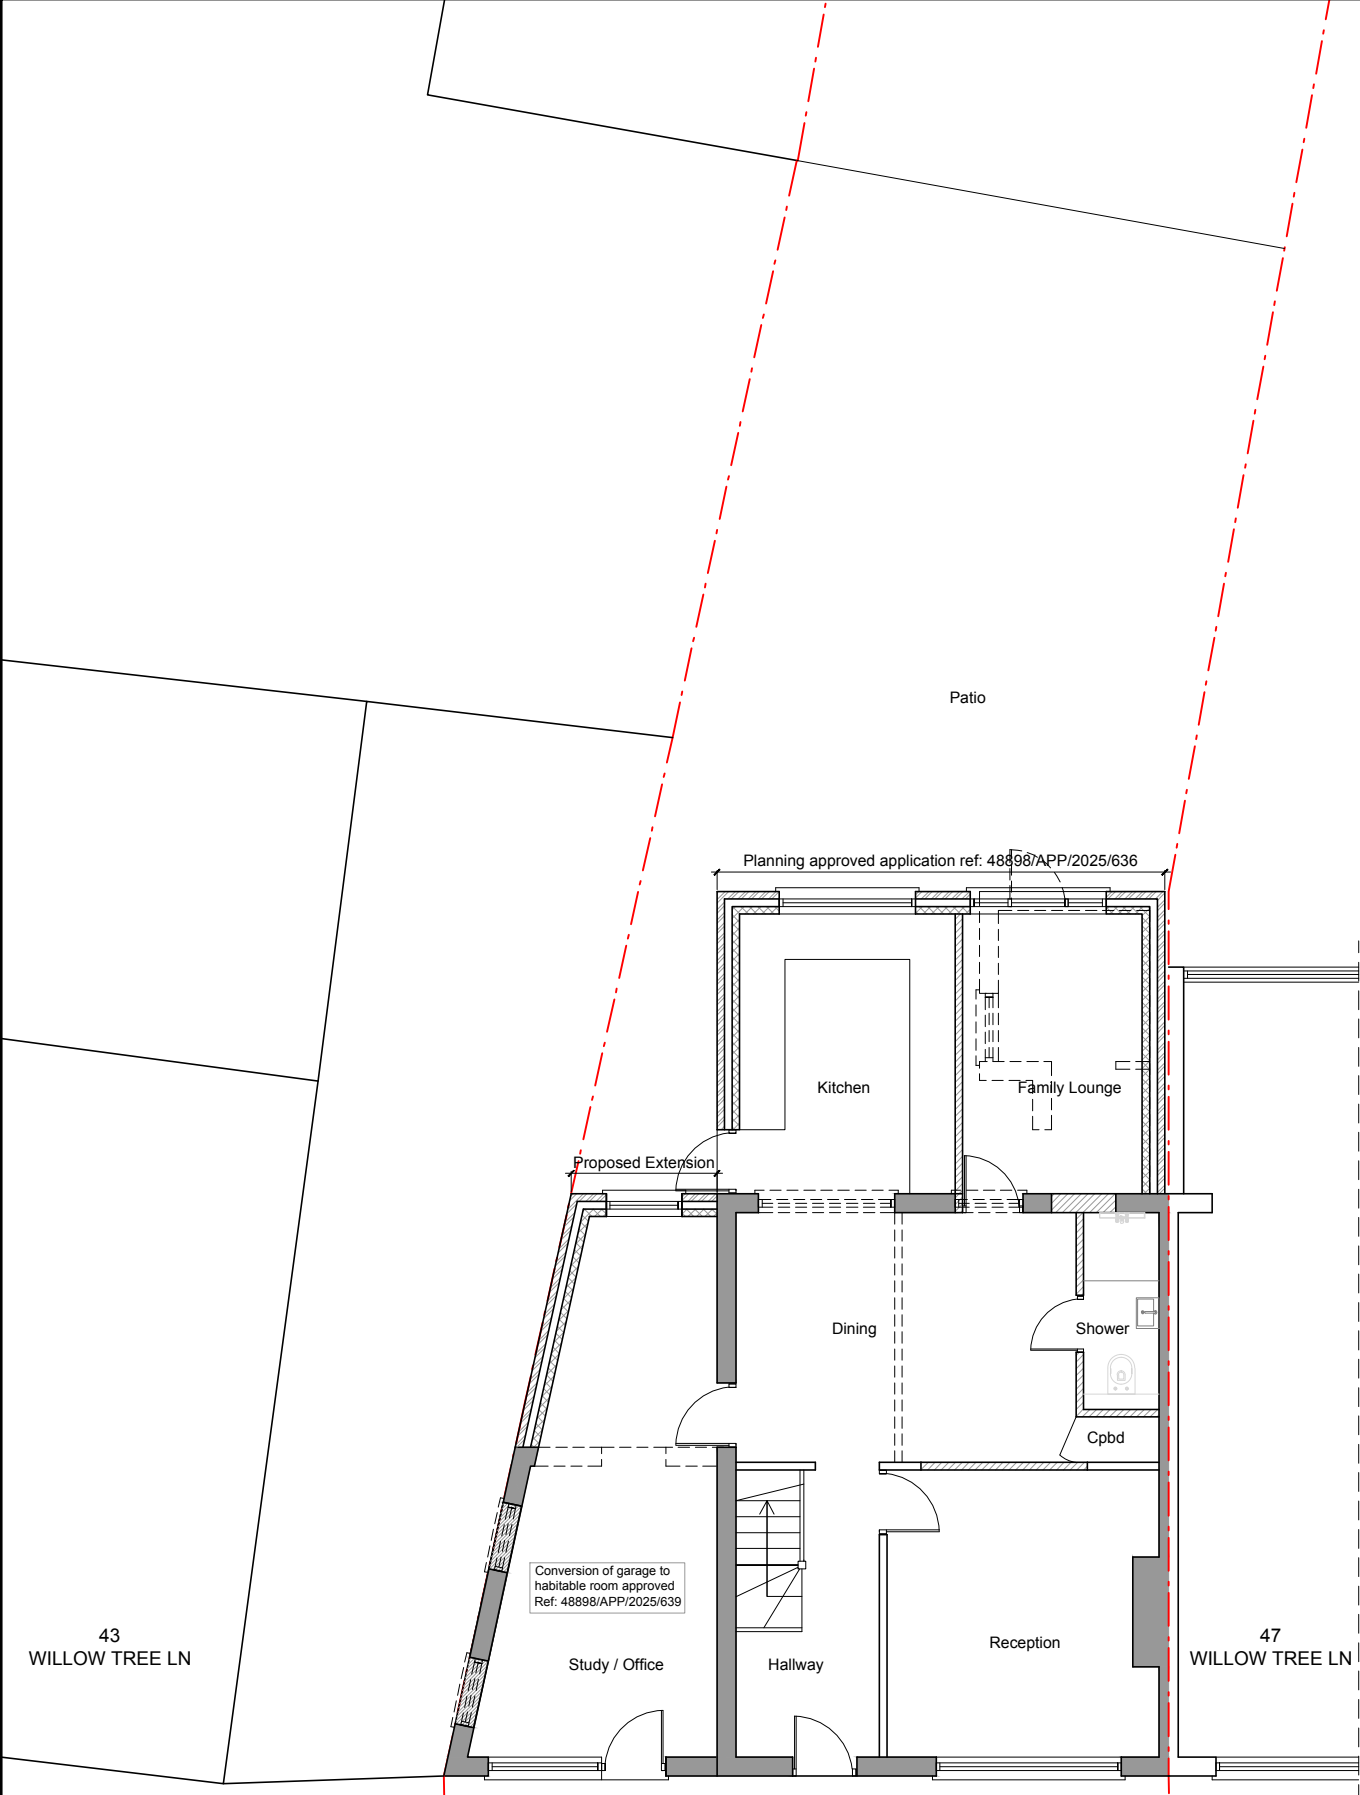 Patio
Planning approved application ref: 48898/APP/2025/636
Kitchen
Family Lounge
Proposed Extension
Dining
Shower
Cpbd
Conversion of garage to
habitable room approved
Ref: 48898/APP/2025/639
43
WILLOW TREE LN
Study / Office
Hallway
Reception
47
WILLOW TREE LN